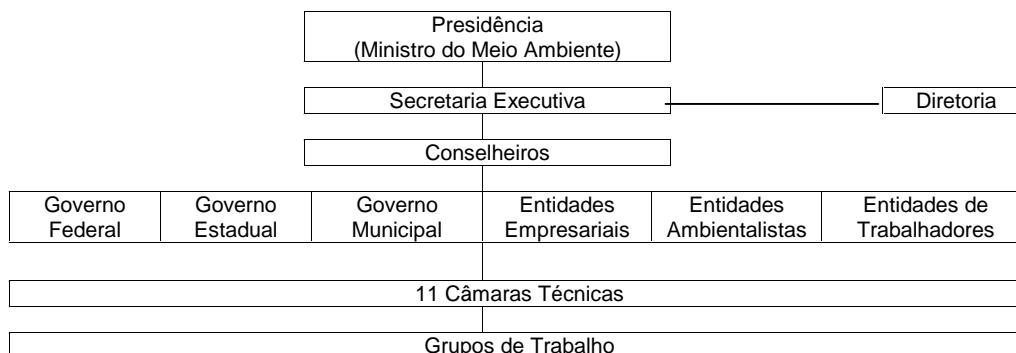 Presidência
(Ministro do Meio Ambiente)
Secretaria Executiva
Diretoria
Conselheiros
Governo Federal
Governo Estadual
Governo Municipal
Entidades Empresariais
Entidades Ambientalistas
Entidades de Trabalhadores
11 Câmaras Técnicas
Grupos de Trabalho